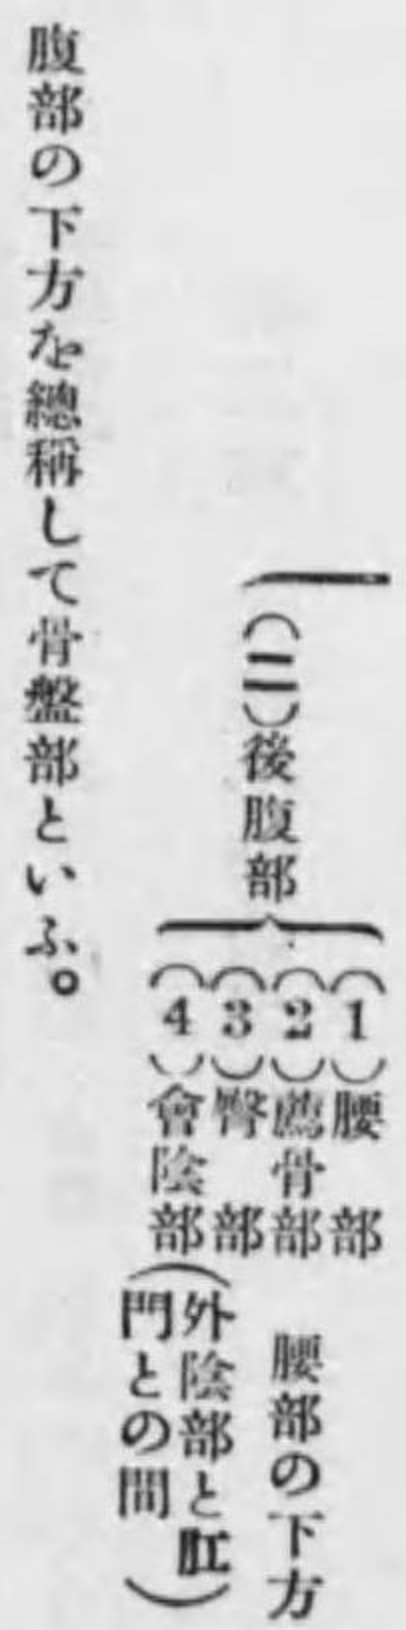 (二)後腹部
(1)腰部
(2)薦骨部 腰部の下方
(3)臀部
(4)會陰部(外陰部と肛
門との間)
腹部の下方を總稱して骨盤部といふ。